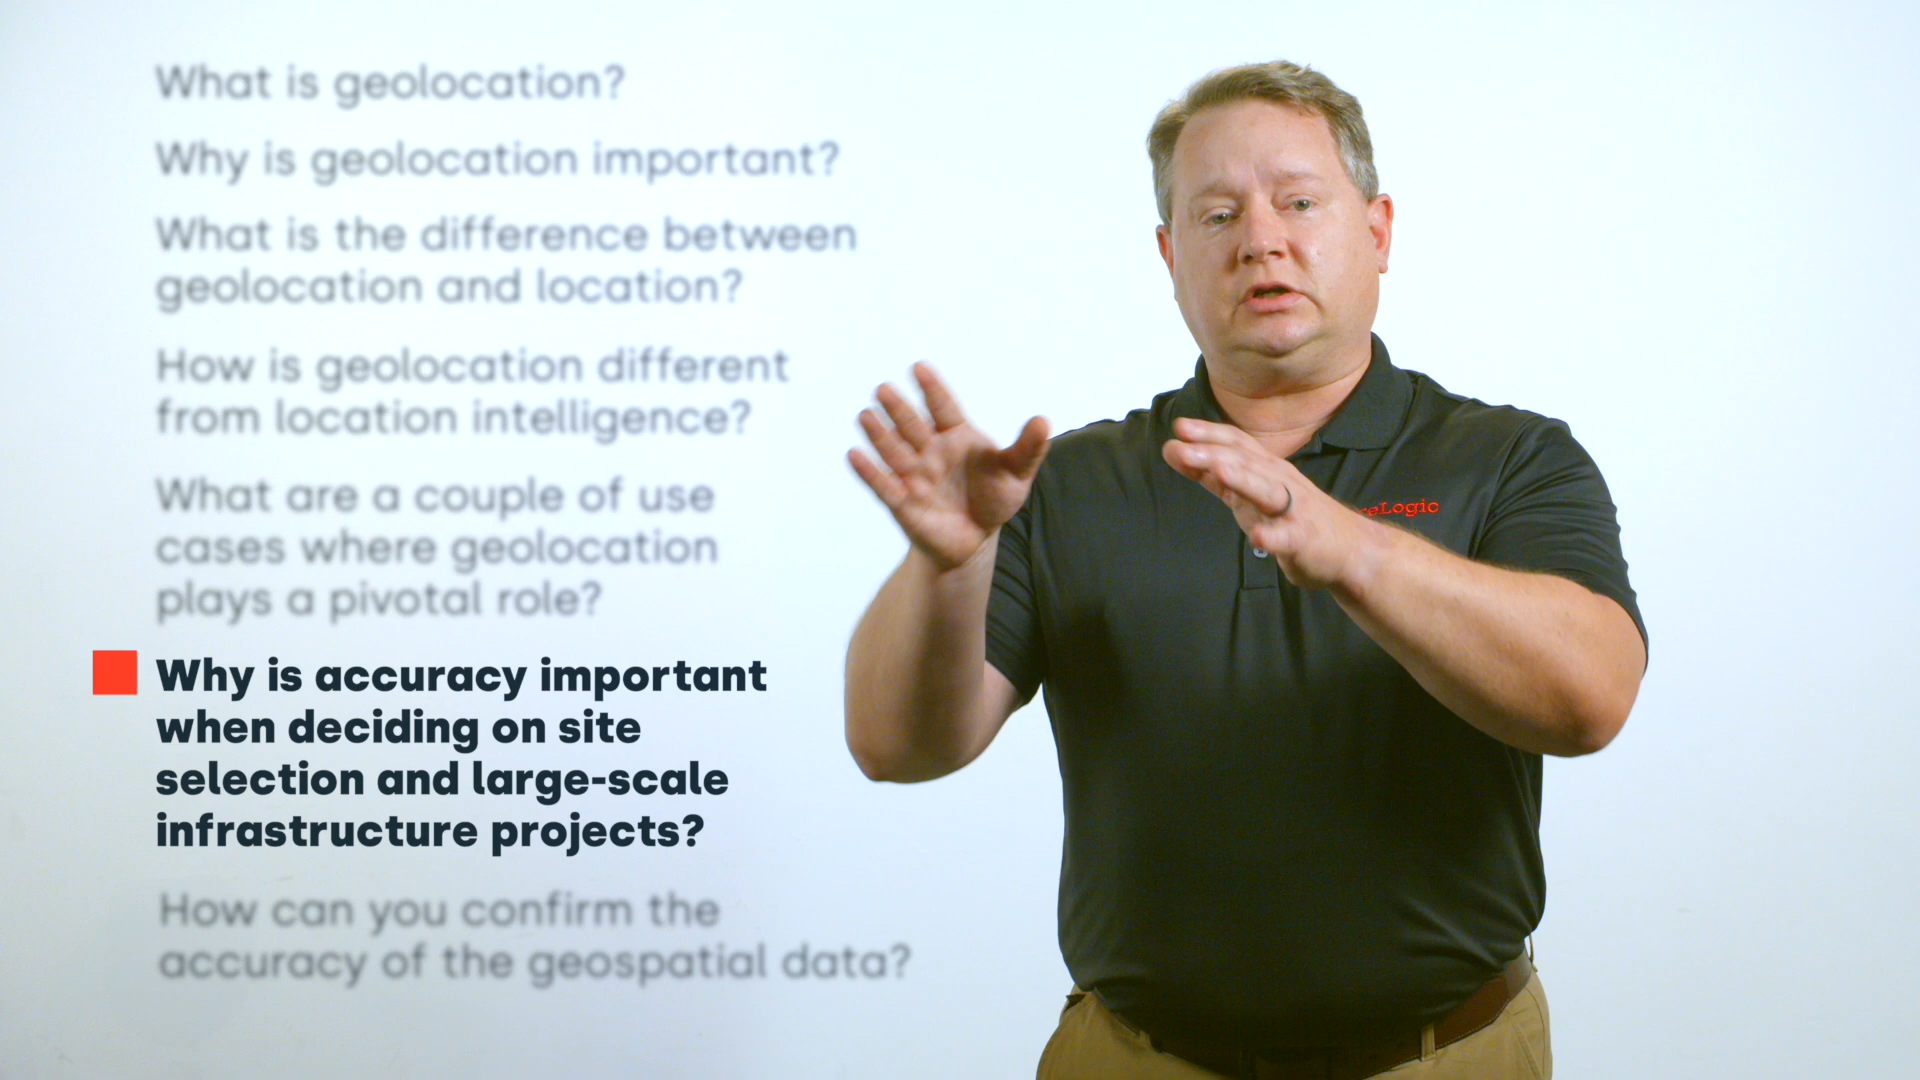 What is geolocation?
Why is geolocation important?
What is the difference between
geolocation and location?
How is geolocation different
from location intelligence?
What are a couple of use
cases where geolocation
plays a pivotal role?
Why is accuracy important
when deciding on site
selection and large-scale
infrastructure projects?
How can you confirm the
accuracy of the geospatial data?
reLogic